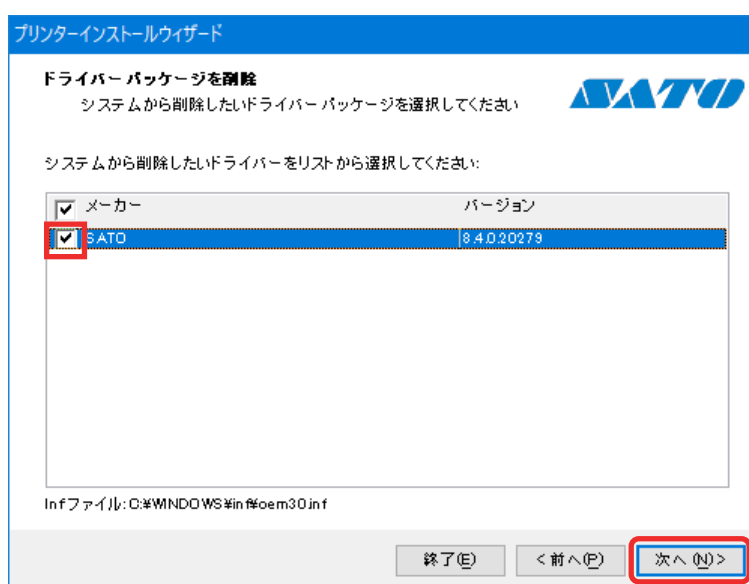 プリンターインストールウィザード
ドライバー パッケージを削除
システムから削除したいドライバー パッケージを選択してください
SATO
システムから削除したいドライバーをリストから選択してください:
メーカー バージョン
SATO 8.4.0.20279
Infファイル: C:¥WINDOWS¥inf¥oem30.inf
終了(E) <前へ(P) 次へ (N)>